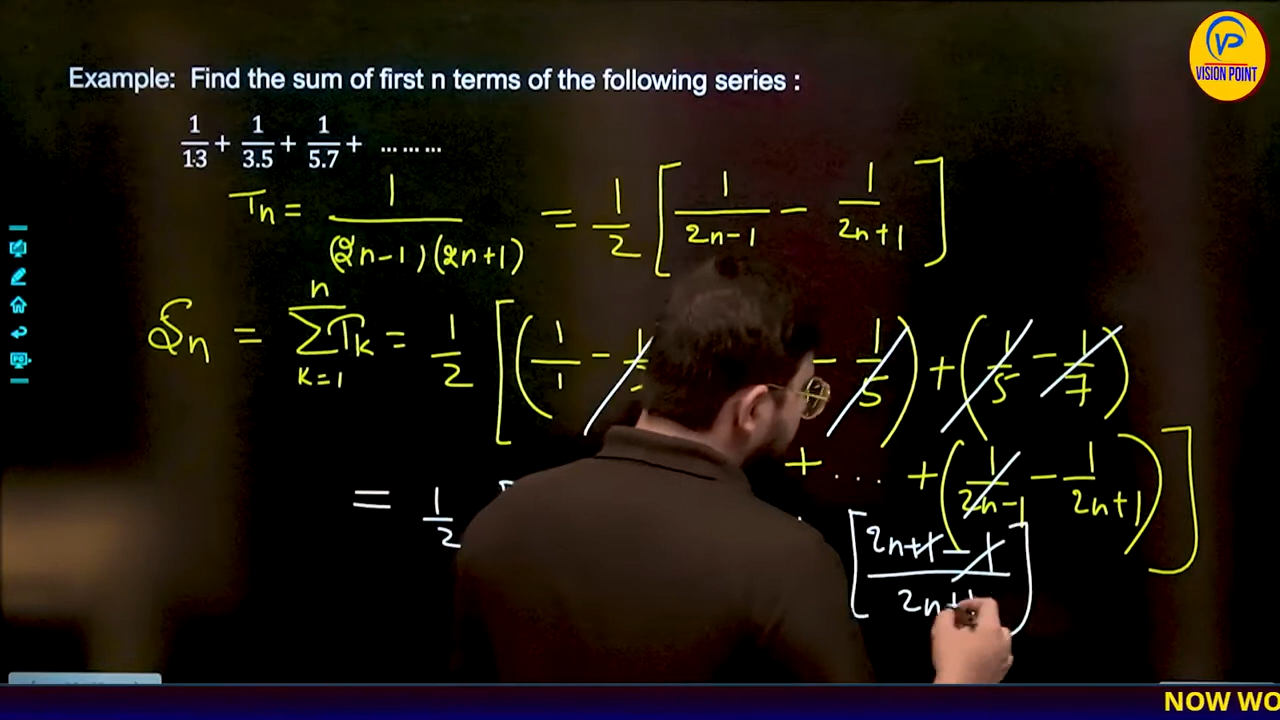 VP
VISION POINT
Example: Find the sum of first n terms of the following series :
1/1.3 + 1/3.5 + 1/5.7 + ... ... ...
Tn = 1/((2n-1)(2n+1)) = 1/2 [1/(2n-1) - 1/(2n+1)]
Sn = n∑k=1 Tk = 1/2 [(1/1 - 1/ - 1/5) + (1/5 - 1/7)
+ .... + (1/(2n-1) - 1/(2n+1))]
= 1/2 [ [(2n+1-1)/(2n+1)]
NOW WO